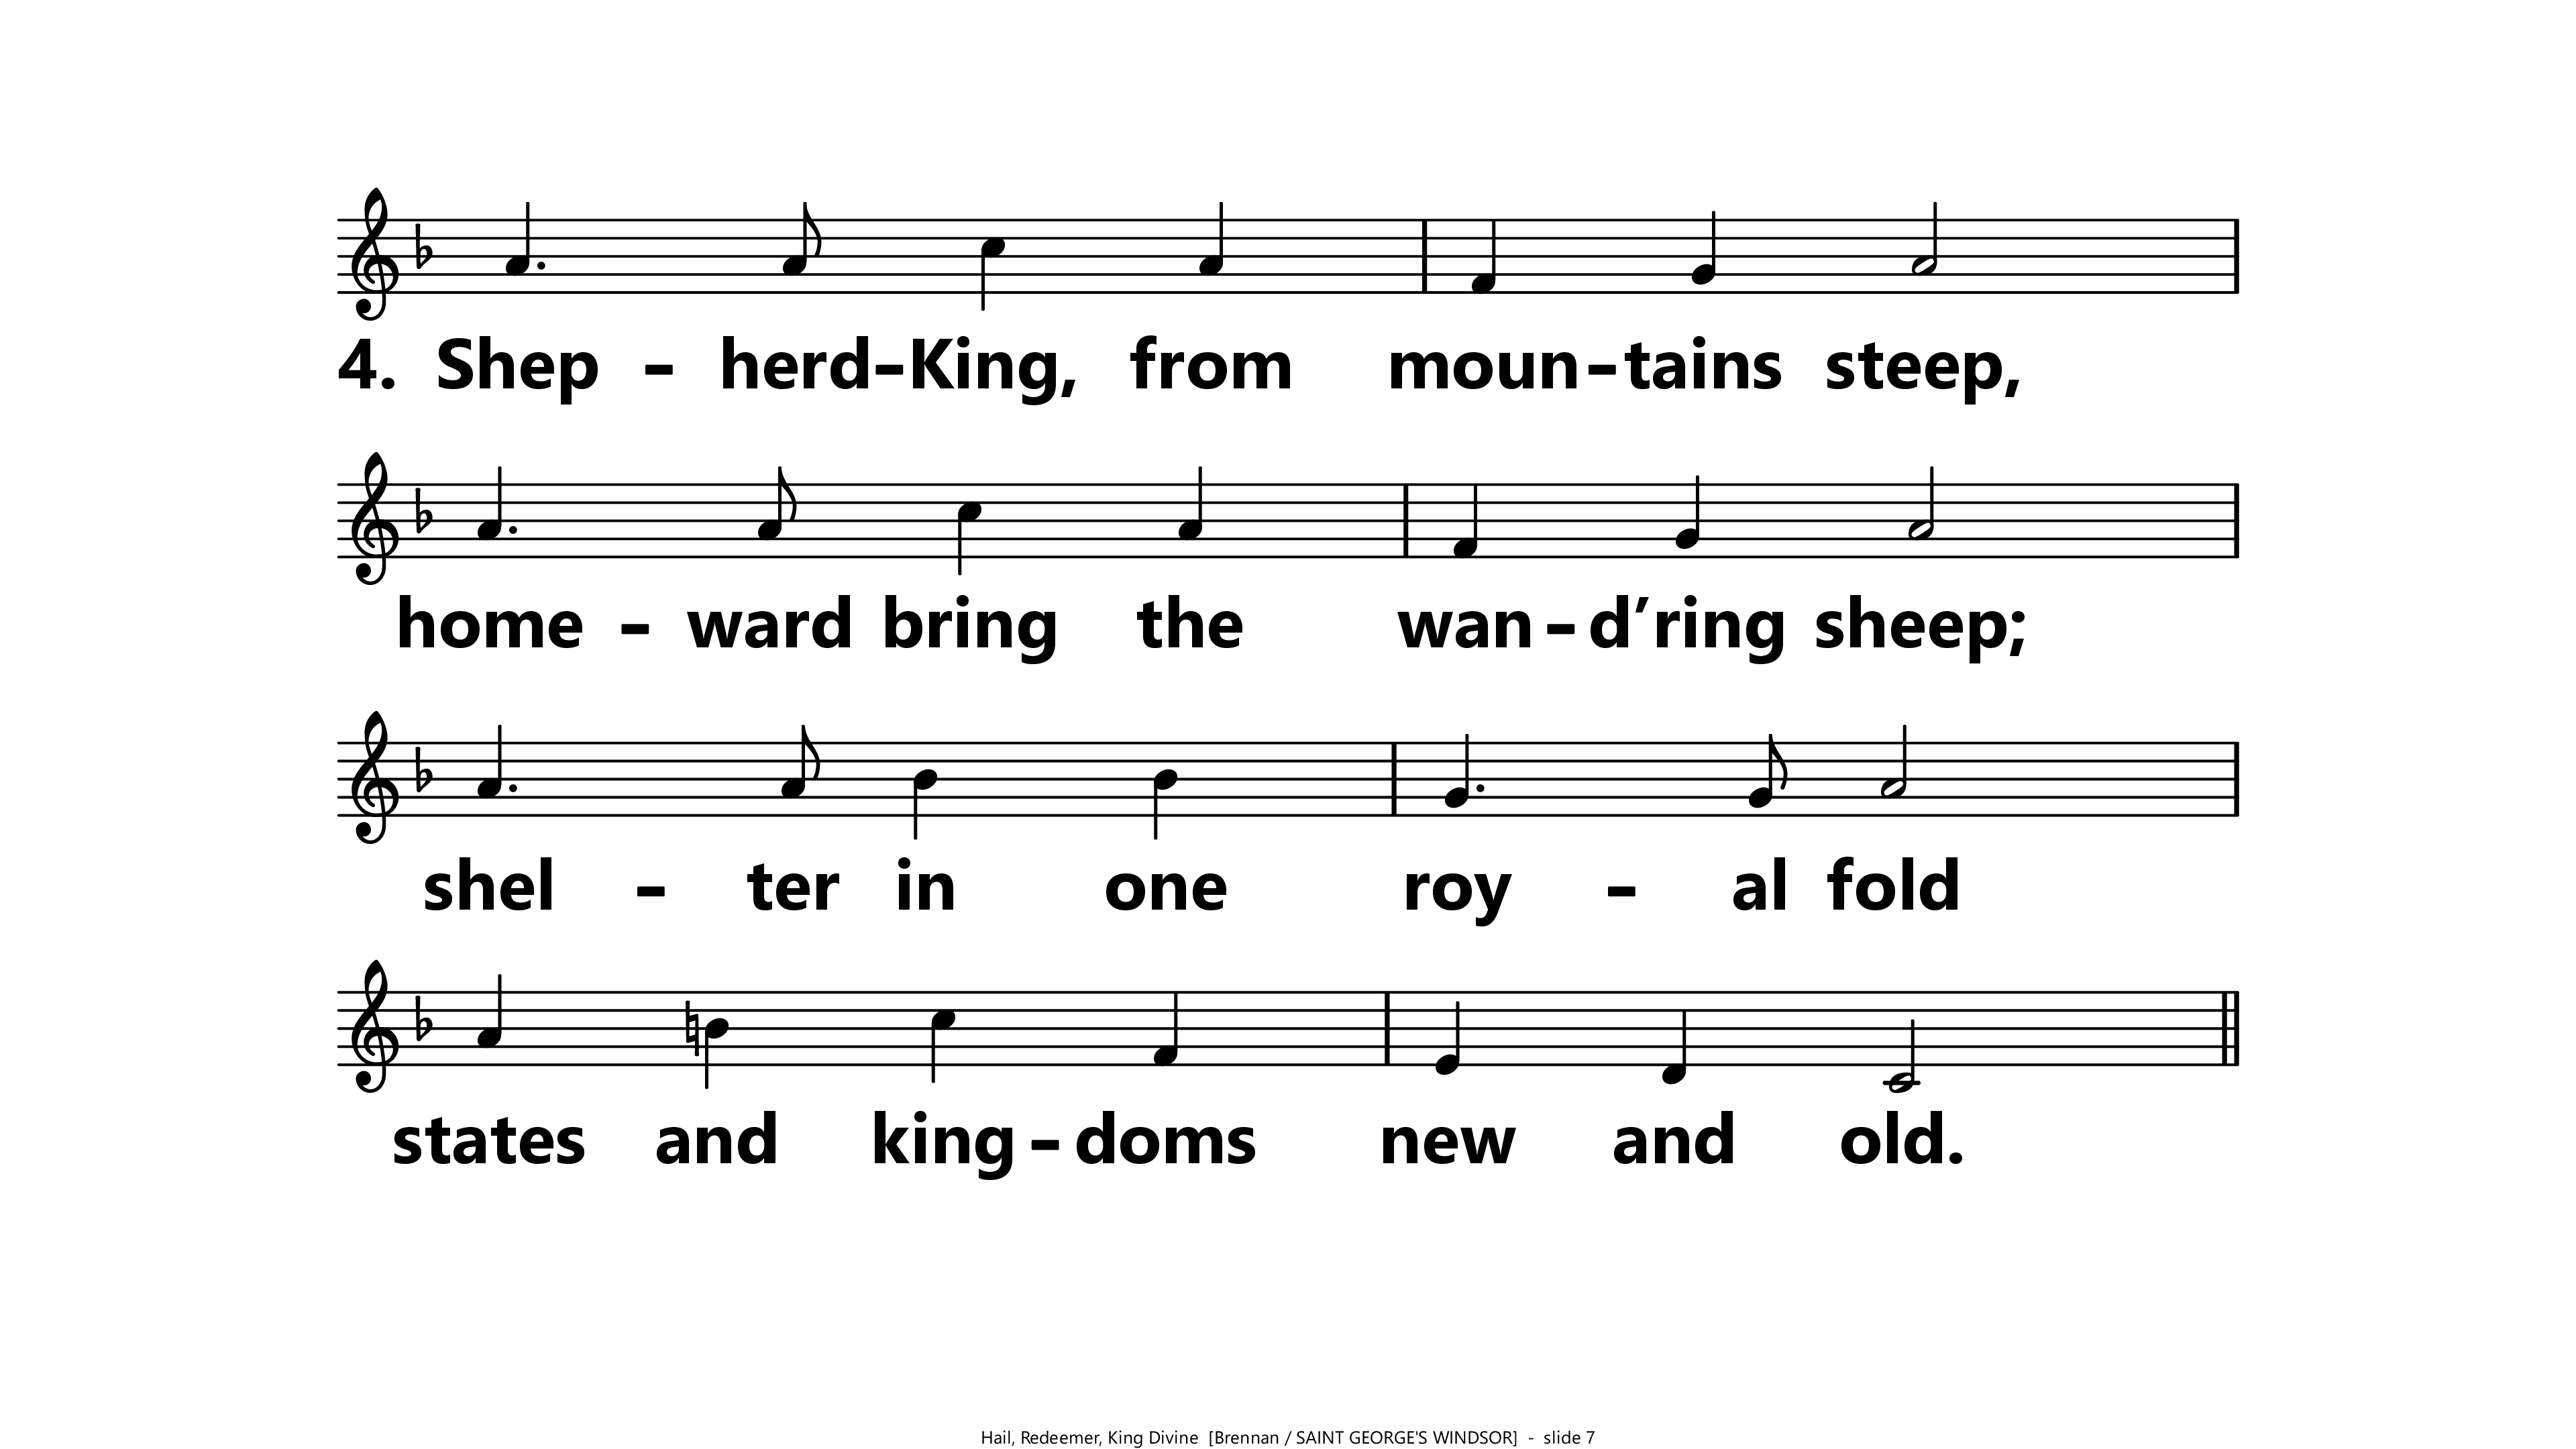 4. Shep - herd-King, from moun-tains steep,
home - ward bring the wan-d’ring sheep;
shel - ter in one roy - al fold
states and king-doms new and old.
Hail, Redeemer, King Divine [Brennan / SAINT GEORGE'S WINDSOR] - slide 7